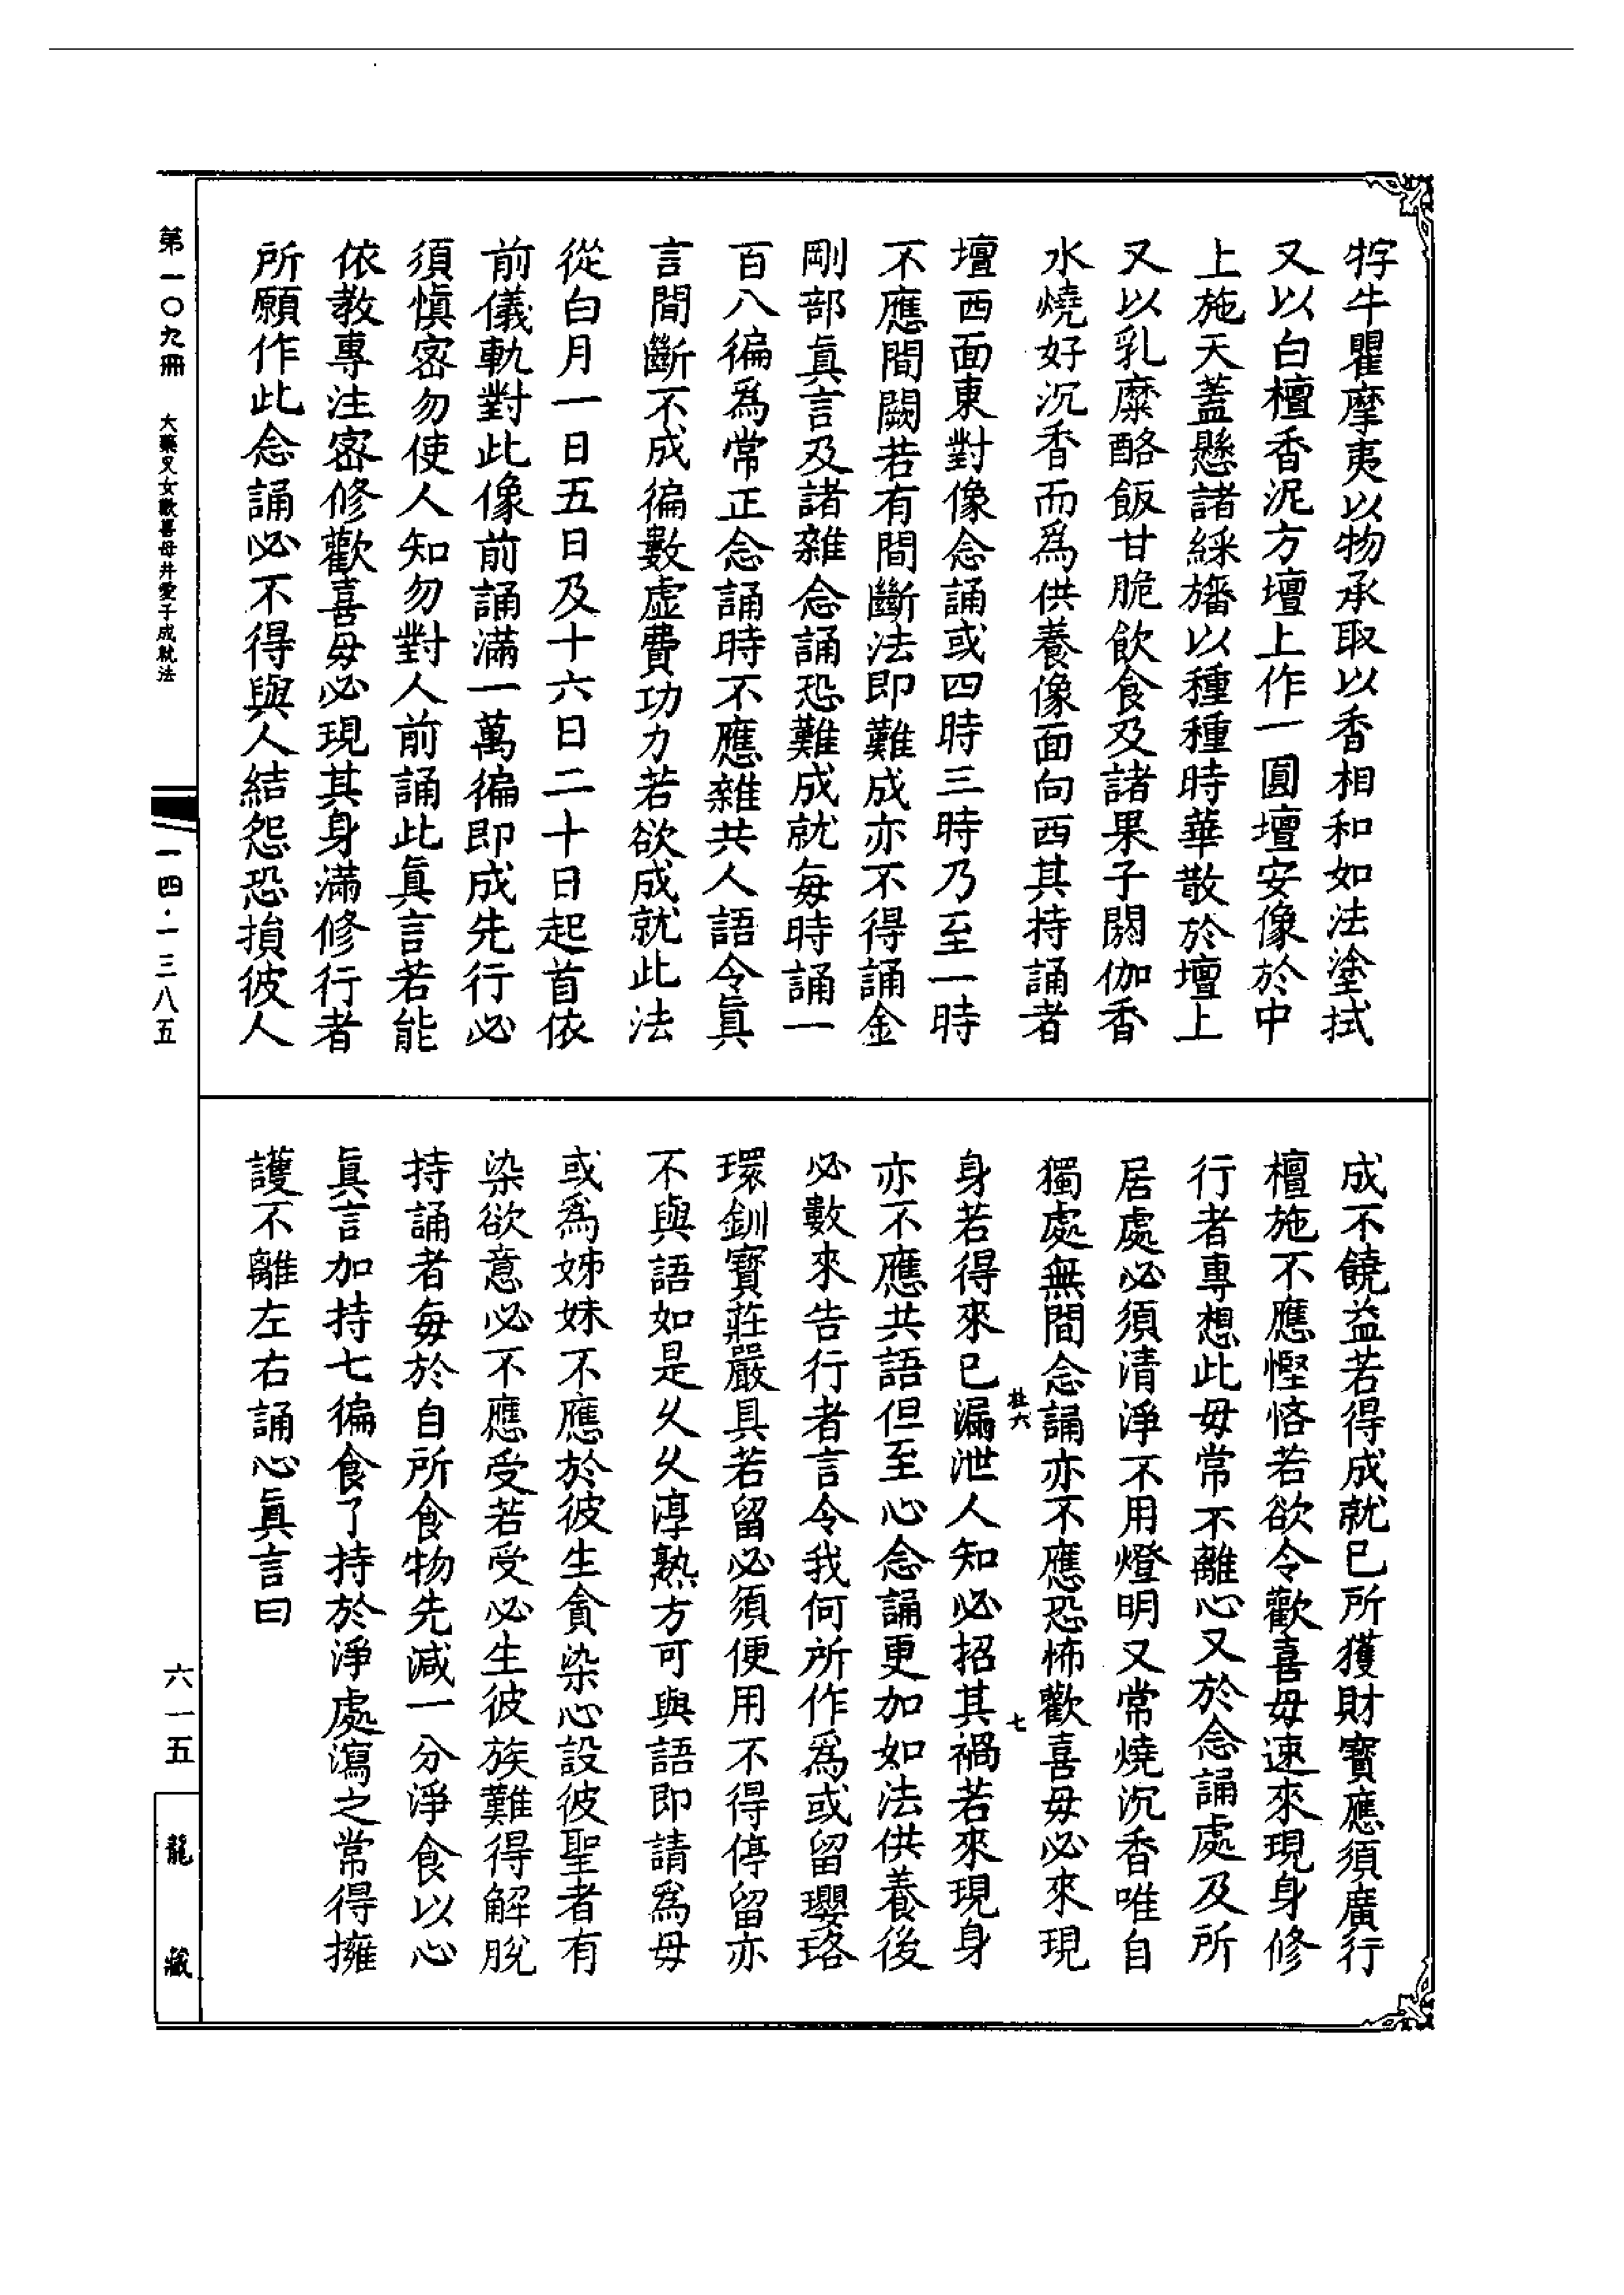 牸牛瞿摩夷以物承取以香相和如法塗拭
又以白檀香泥方壇上作一圓壇安像於中
上施天蓋懸諸綵旛以種種時華散於壇上
又以乳糜酪飯甘脆飲食及諸果子閼伽香
水燒好沉香而爲供養像面向西其持誦者
壇西面東對像念誦或四時三時乃至一時
不應間闕若有間斷法即難成亦不得誦金
剛部眞言及諸雜念誦恐難成就每時誦一
百八徧爲常正念誦時不應雜共人語令眞
言間斷不成徧數虛費功力若欲成就此法
從白月一日五日及十六日二十日起首依
前儀軌對此像前誦滿一萬徧即成先行必
須慎密勿使人知勿對人前誦此眞言若能
依教專注密修歡喜母必現其身滿修行者
所願作此念誦必不得與人結怨恐損彼人
成不饒益若得成就已所獲財寶應須廣行
檀施不應慳悋若欲令歡喜母速來現身修
行者專想此母常不離心又於念誦處及所
居處必須清淨不用燈明又常燒沉香唯自
獨處無間念誦亦不應恐怖歡喜母必來現
杜六 七
身若得來已漏泄人知必招其禍若來現身
亦不應共語但至心念誦更加如法供養後
必數來告行者言令我何所作爲或留瓔珞
環釧寶莊嚴具若留必須便用不得停留亦
不與語如是久久淳熟方可與語即請爲母
或爲姊妹不應於彼生貪染心設彼聖者有
染欲意必不應受若受必生彼族難得解脫
持誦者每於自所食物先減一分淨食以心
眞言加持七徧食了持於淨處瀉之常得擁
護不離左右誦心眞言曰
第一〇九冊 大藥叉女歡喜母并愛子成就法
一四·一三八五
六一五
龍藏